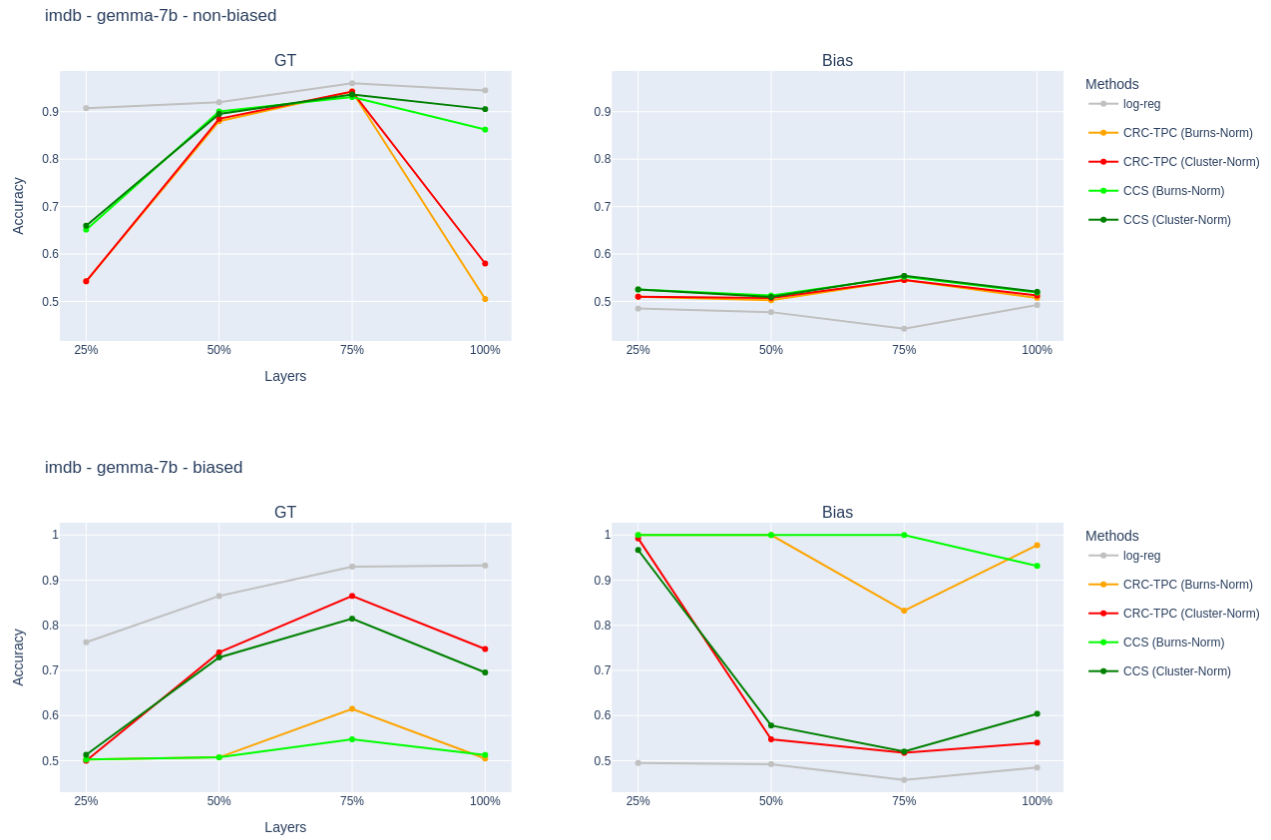 imdb - gemma-7b - non-biased
GT
Bias
Methods
log-reg
CRC-TPC (Burns-Norm)
CRC-TPC (Cluster-Norm)
CCS (Burns-Norm)
CCS (Cluster-Norm)
Accuracy
0.9
0.8
0.7
0.6
0.5
0.9
0.8
0.7
0.6
0.5
25% 50% 75% 100%
25% 50% 75% 100%
Layers
imdb - gemma-7b - biased
GT
Bias
Methods
log-reg
CRC-TPC (Burns-Norm)
CRC-TPC (Cluster-Norm)
CCS (Burns-Norm)
CCS (Cluster-Norm)
Accuracy
1
0.9
0.8
0.7
0.6
0.5
1
0.9
0.8
0.7
0.6
0.5
25% 50% 75% 100%
25% 50% 75% 100%
Layers